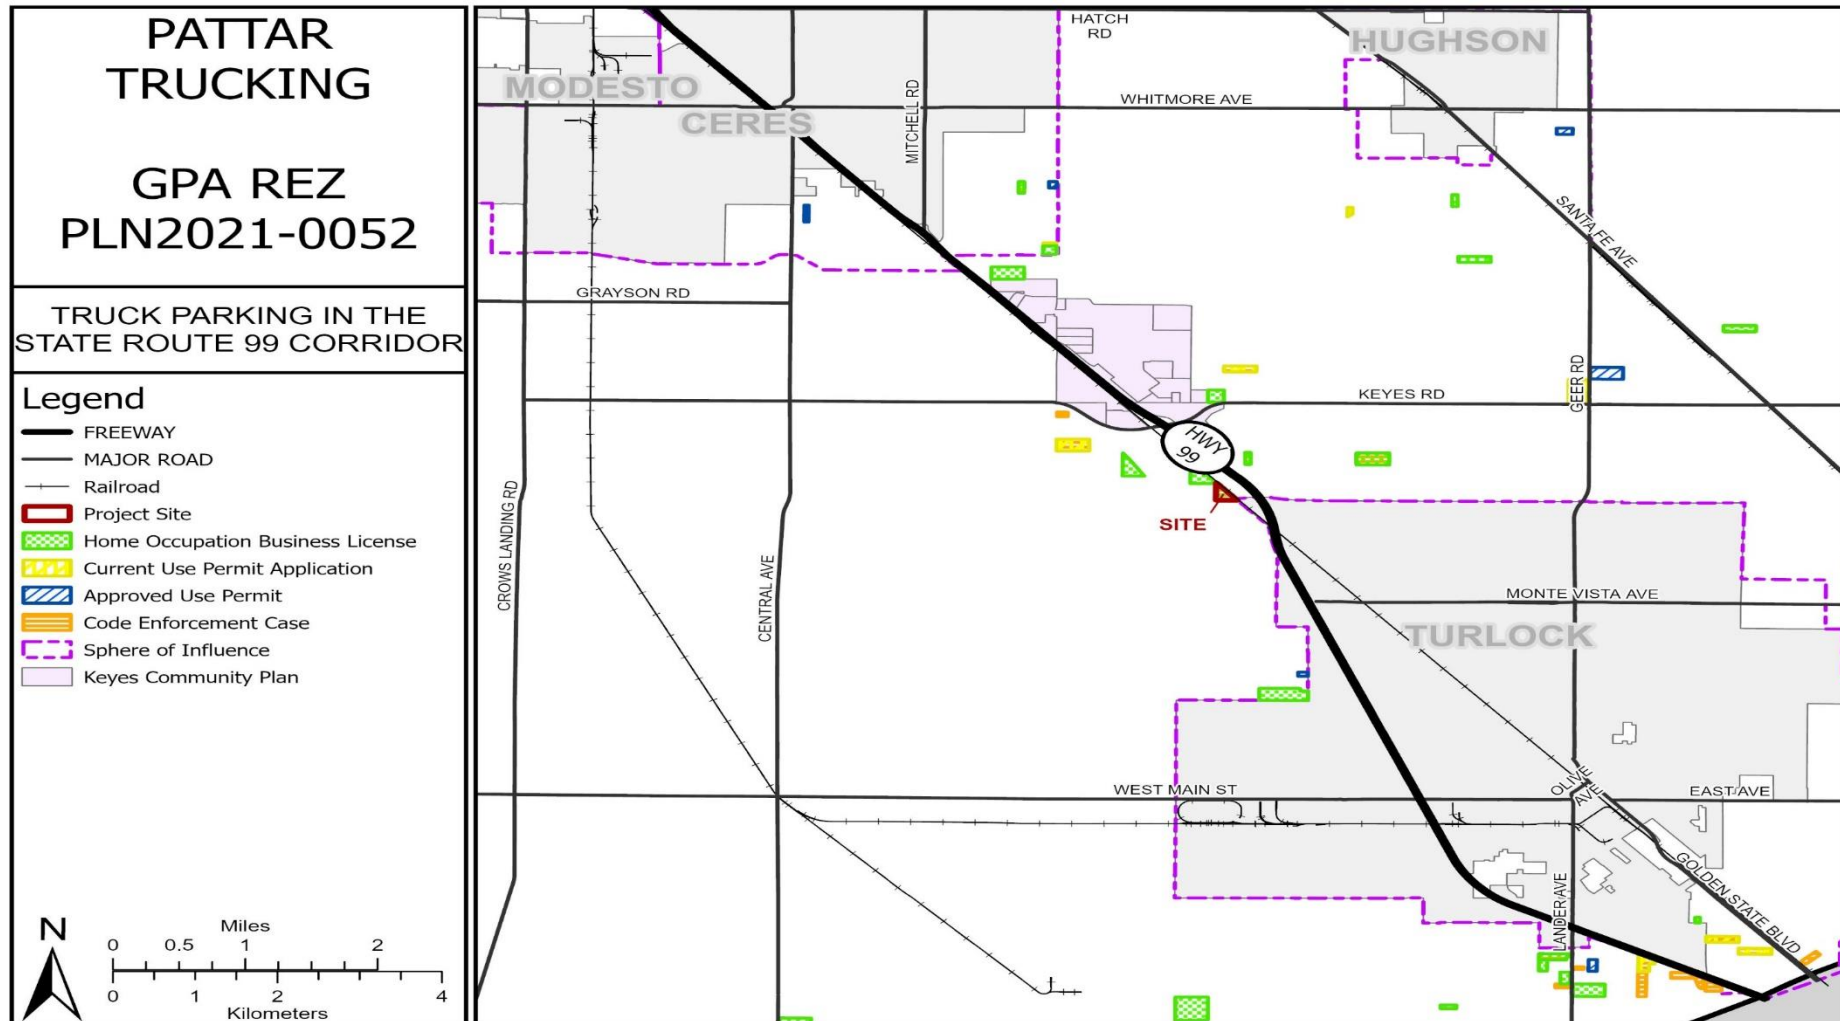 PATTAR
TRUCKING
GPA REZ
PLN2021-0052
TRUCK PARKING IN THE
STATE ROUTE 99 CORRIDOR
Legend
FREEWAY
MAJOR ROAD
Railroad
Project Site
Home Occupation Business License
Current Use Permit Application
Approved Use Permit
Code Enforcement Case
Sphere of Influence
Keyes Community Plan
N
Miles
0 0.5 1 2
0 1 2 4
Kilometers
HATCH
RD
HUGHSON
MODESTO
WHITMORE AVE
CERES
MITCHELL RD
SANTA FE AVE
GRAYSON RD
GEER RD
KEYES RD
HWY
99
CROWS LANDING RD
SITE
CENTRAL AVE
MONTE VISTA AVE
TURLOCK
WEST MAIN ST
OLIVE
AVE
EAST AVE
GOLDEN STATE BLVD
LANDER AVE